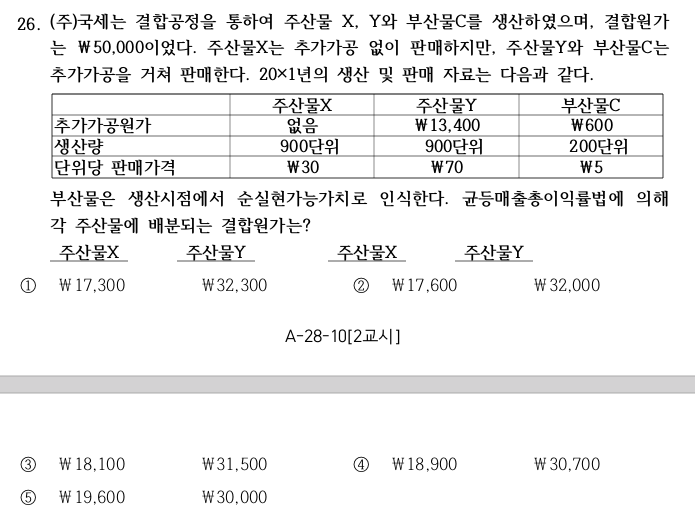 26. (주)국세는 결합공정을 통하여 주산물 X, Y와 부산물C를 생산하였으며, 결합원가
는 ₩50,000이었다. 주산물X는 추가가공 없이 판매하지만, 주산물Y와 부산물C는
추가가공을 거쳐 판매한다. 20×1년의 생산 및 판매 자료는 다음과 같다.
주산물X 주산물Y 부산물C
추가가공원가 없음 ₩13,400 ₩600
생산량 900단위 900단위 200단위
단위당 판매가격 ₩30 ₩70 ₩5
부산물은 생산시점에서 순실현가능가치로 인식한다. 균등매출총이익률법에 의해
각 주산물에 배분되는 결합원가는?
주산물X 주산물Y 주산물X 주산물Y
① ₩17,300 ₩32,300 ② ₩17,600 ₩32,000
A-28-10[2교시]
③ ₩18,100 ₩31,500 ④ ₩18,900 ₩30,700
⑤ ₩19,600 ₩30,000